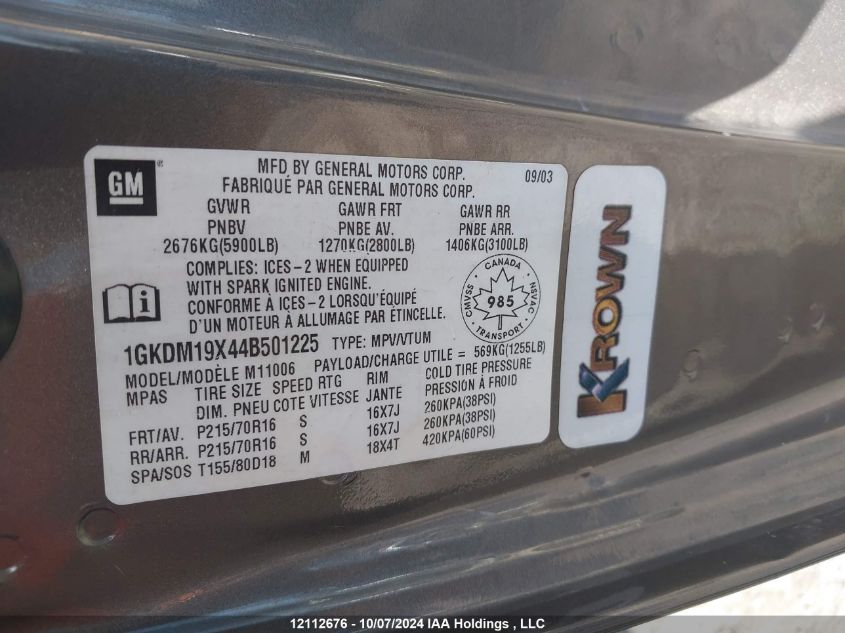 GM
MFD BY GENERAL MOTORS CORP. 09/03
FABRIQUÉ PAR GENERAL MOTORS CORP.
GVWR GAWR FRT GAWR RR
PNBV PNBE AV. PNBE ARR.
2676KG(5900LB) 1270KG(2800LB) 1406KG(3100LB)
COMPLIES: ICES-2 WHEN EQUIPPED
WITH SPARK IGNITED ENGINE.
CONFORME À ICES-2 LORSQU'ÉQUIPÉ
D'UN MOTEUR À ALLUMAGE PAR ÉTINCELLE.
CANADA
CMVSS 985 NSVAC
TRANSPORT
1GKDM19X44B501225 TYPE: MPV/VTUM
MODEL/MODÈLE M11006 PAYLOAD/CHARGE UTILE = 569KG(1255LB)
MPAS TIRE SIZE SPEED RTG RIM COLD TIRE PRESSURE
DIM. PNEU COTE VITESSE JANTE PRESSION À FROID
FRT/AV. P215/70R16 S 16X7J 260KPA(38PSI)
RR/ARR. P215/70R16 S 16X7J 260KPA(38PSI)
SPA/SOS T155/80D18 M 18X4T 420KPA(60PSI)
KROWN
12112676 - 10/07/2024 IAA Holdings , LLC